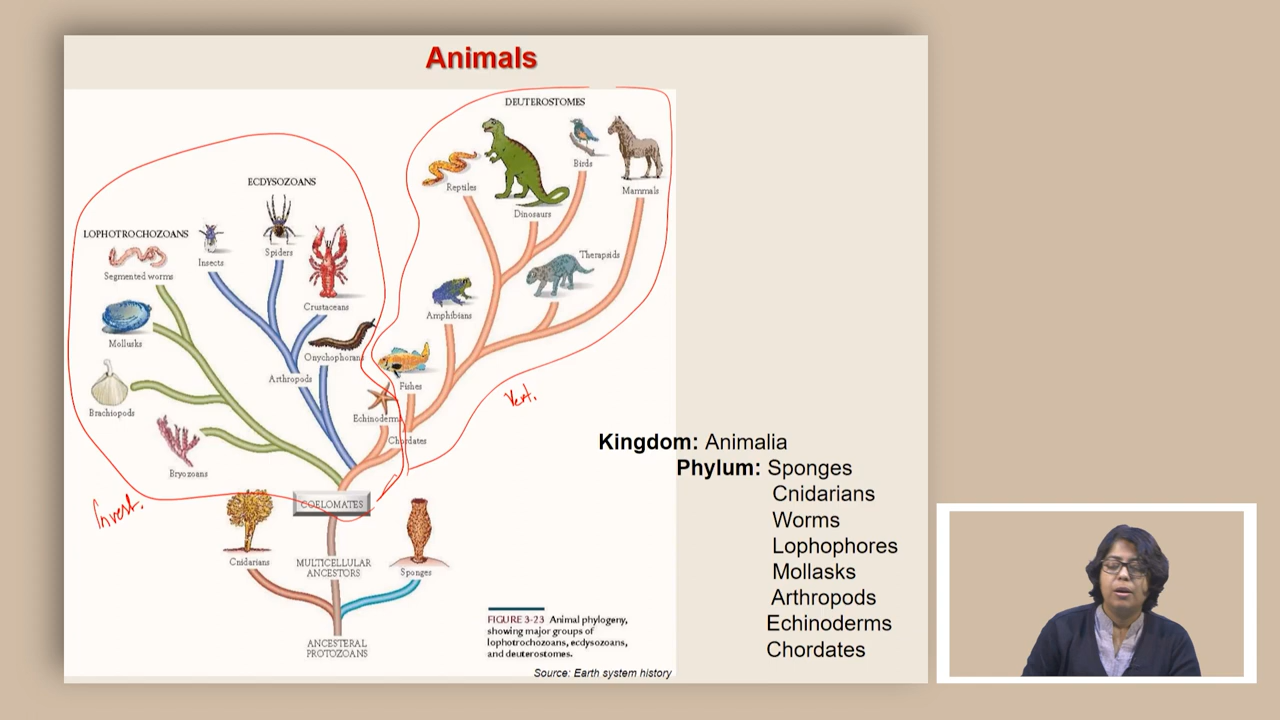 Animals
DEUTEROSTOMES
Birds
Reptiles
Mammals
Dinosaurs
ECDYSOZOANS
LOPHOTROCHOZOANS
Spiders
Insects
Therapsids
Segmented worms
Crustaceans
Amphibians
Mollusks
Onychophorans
Arthropods
Fishes
Brachiopods
Echinoderms
Chordates
Vert.
Bryozoans
Invest.
COELOMATES
Cnidarians
MULTICELLULAR
ANCESTORS
Sponges
ANCESTERAL
PROTOZOANS
FIGURE 3-23 Animal phylogeny,
showing major groups of
lophotrochozoans, ecdysozoans,
and deuterostomes.
Source: Earth system history
Kingdom: Animalia
Phylum: Sponges
Cnidarians
Worms
Lophophores
Mollasks
Arthropods
Echinoderms
Chordates